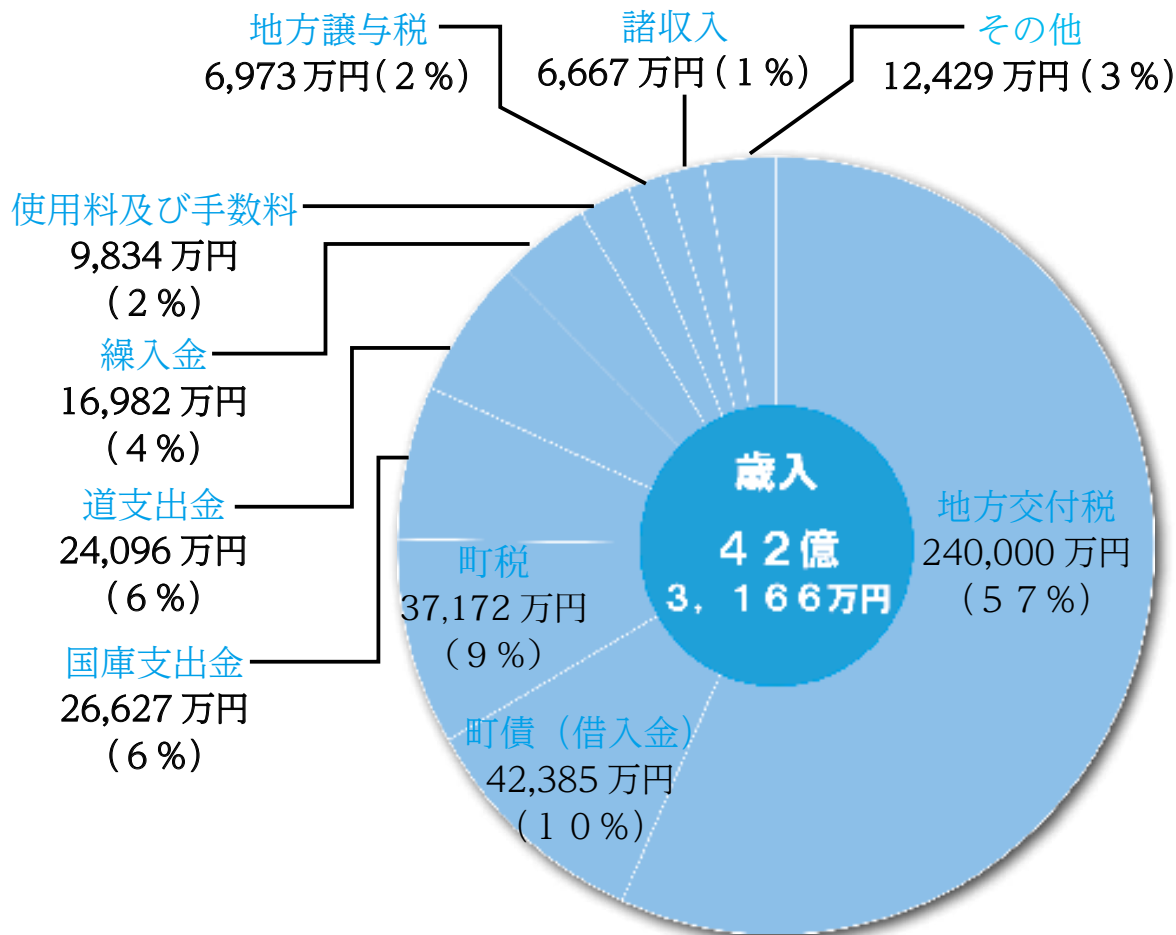 地方譲与税
6,973 万円(2%)
諸収入
6,667 万円(1%)
その他
12,429 万円(3%)
使用料及び手数料
9,834 万円
(2%)
繰入金
16,982 万円
(4%)
道支出金
24,096 万円
(6%)
国庫支出金
26,627 万円
(6%)
歳入
42億
3,166万円
地方交付税
240,000 万円
(57%)
町税
37,172 万円
(9%)
町債(借入金)
42,385 万円
(10%)